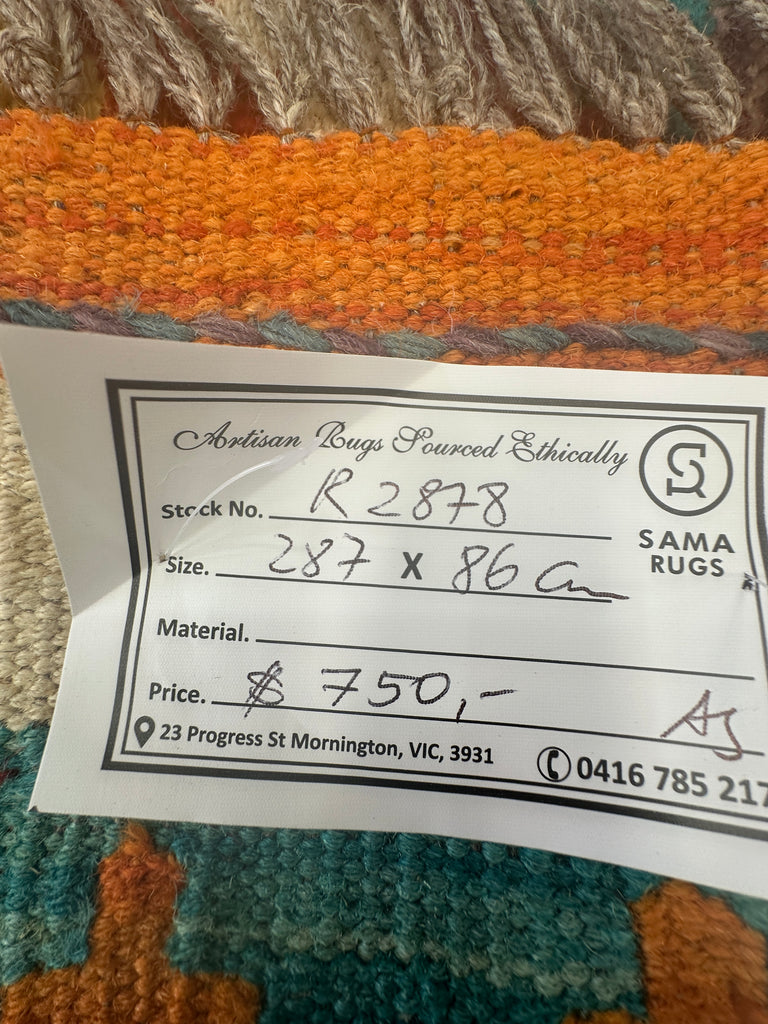 Artisan Rugs Sourced Ethically
SAMA
RUGS
Stock No. R 2878
Size. 287 x 86 cm
Material.
Price. $ 750,-
AJ
23 Progress St Mornington, VIC, 3931
0416 785 217